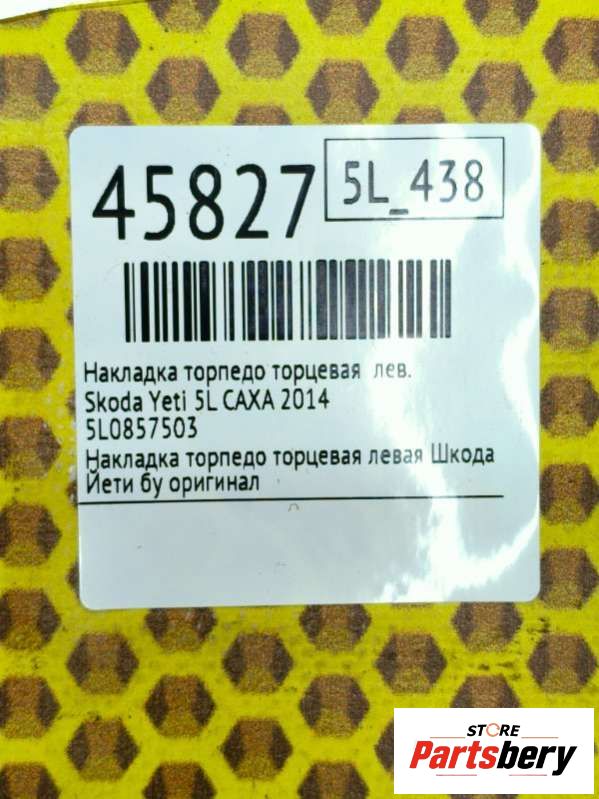 45827
5L_438
Накладка торпедо торцевая лев.
Skoda Yeti 5L CAXA 2014
5L0857503
Накладка торпедо торцевая левая Шкода
Йети бу оригинал
STORE
Partsbery